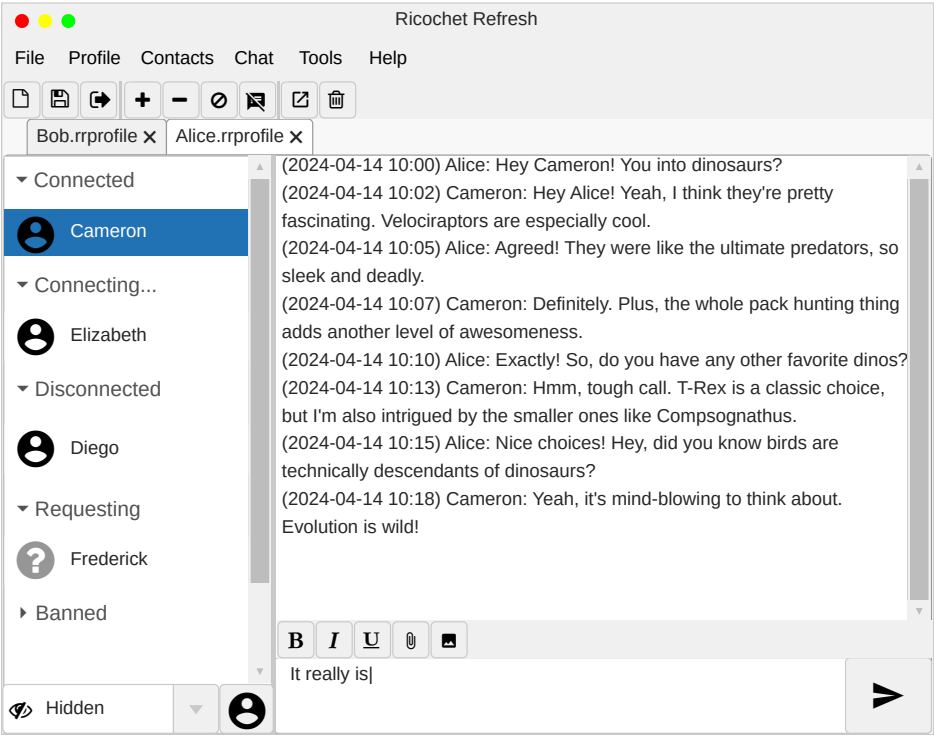 Ricochet Refresh
File Profile Contacts Chat Tools Help
Bob.rrprofile Alice.rrprofile
Connected
Cameron
Connecting...
Elizabeth
Disconnected
Diego
Requesting
Frederick
Banned
Hidden
(2024-04-14 10:00) Alice: Hey Cameron! You into dinosaurs?
(2024-04-14 10:02) Cameron: Hey Alice! Yeah, I think they're pretty
fascinating. Velociraptors are especially cool.
(2024-04-14 10:05) Alice: Agreed! They were like the ultimate predators, so
sleek and deadly.
(2024-04-14 10:07) Cameron: Definitely. Plus, the whole pack hunting thing
adds another level of awesomeness.
(2024-04-14 10:10) Alice: Exactly! So, do you have any other favorite dinos?
(2024-04-14 10:13) Cameron: Hmm, tough call. T-Rex is a classic choice,
but I'm also intrigued by the smaller ones like Compsognathus.
(2024-04-14 10:15) Alice: Nice choices! Hey, did you know birds are
technically descendants of dinosaurs?
(2024-04-14 10:18) Cameron: Yeah, it's mind-blowing to think about.
Evolution is wild!
B I U
It really is